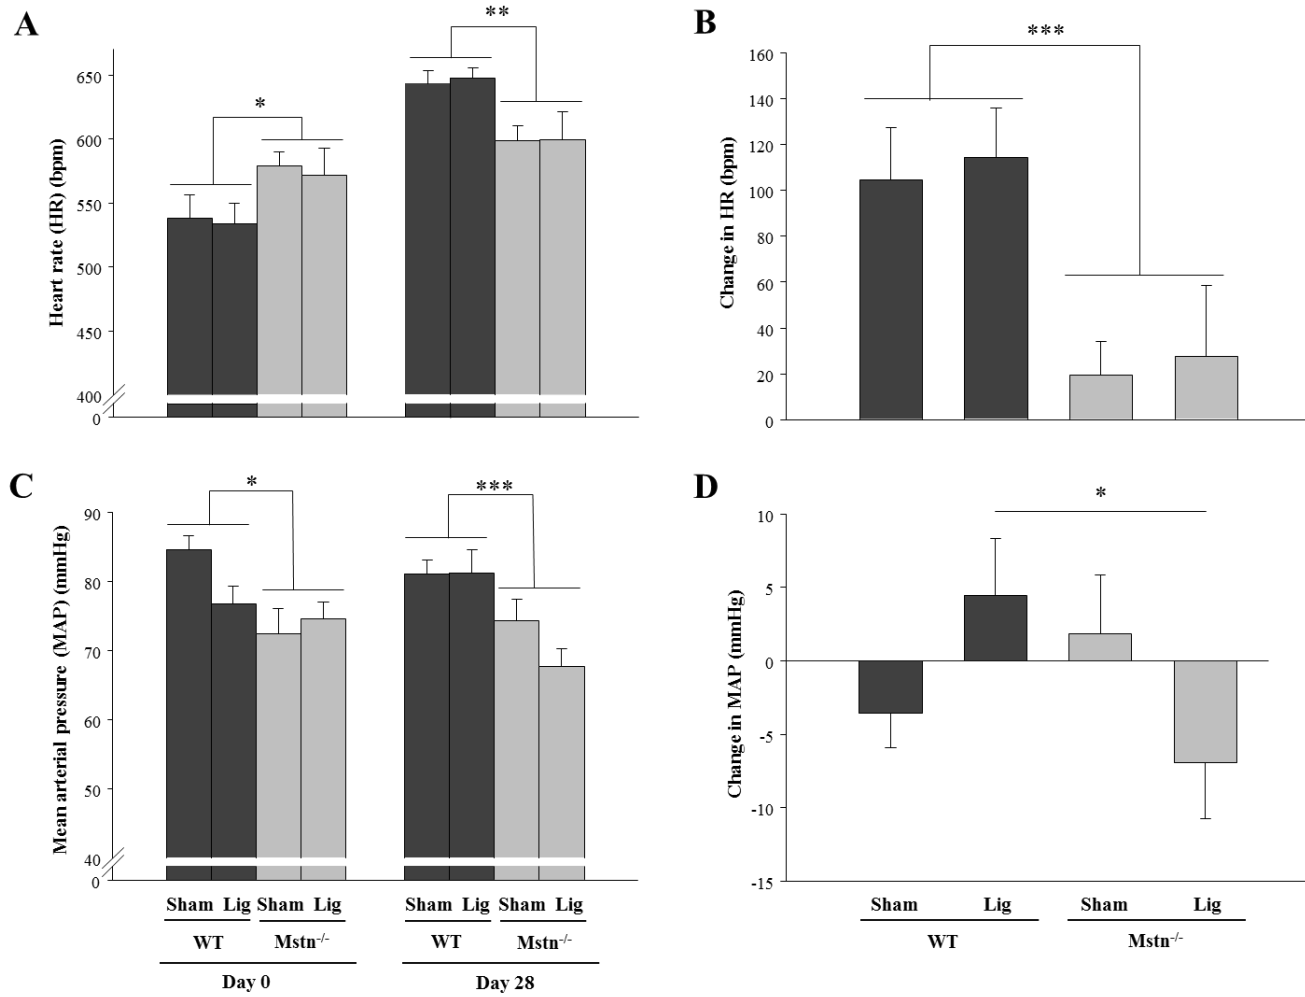 A
**
*
Heart rate (HR) (bpm)
650
600
550
500
450
400
0
B
***
Change in HR (bpm)
160
140
120
100
80
60
40
20
0
C
*
***
Mean arterial pressure (MAP) (mmHg)
90
80
70
60
50
40
0
Sham Lig Sham Lig Sham Lig Sham Lig
WT Mstn-/- WT Mstn-/-
Day 0 Day 28
D
*
Change in MAP (mmHg)
10
5
0
-5
-10
-15
Sham Lig Sham Lig
WT Mstn-/-